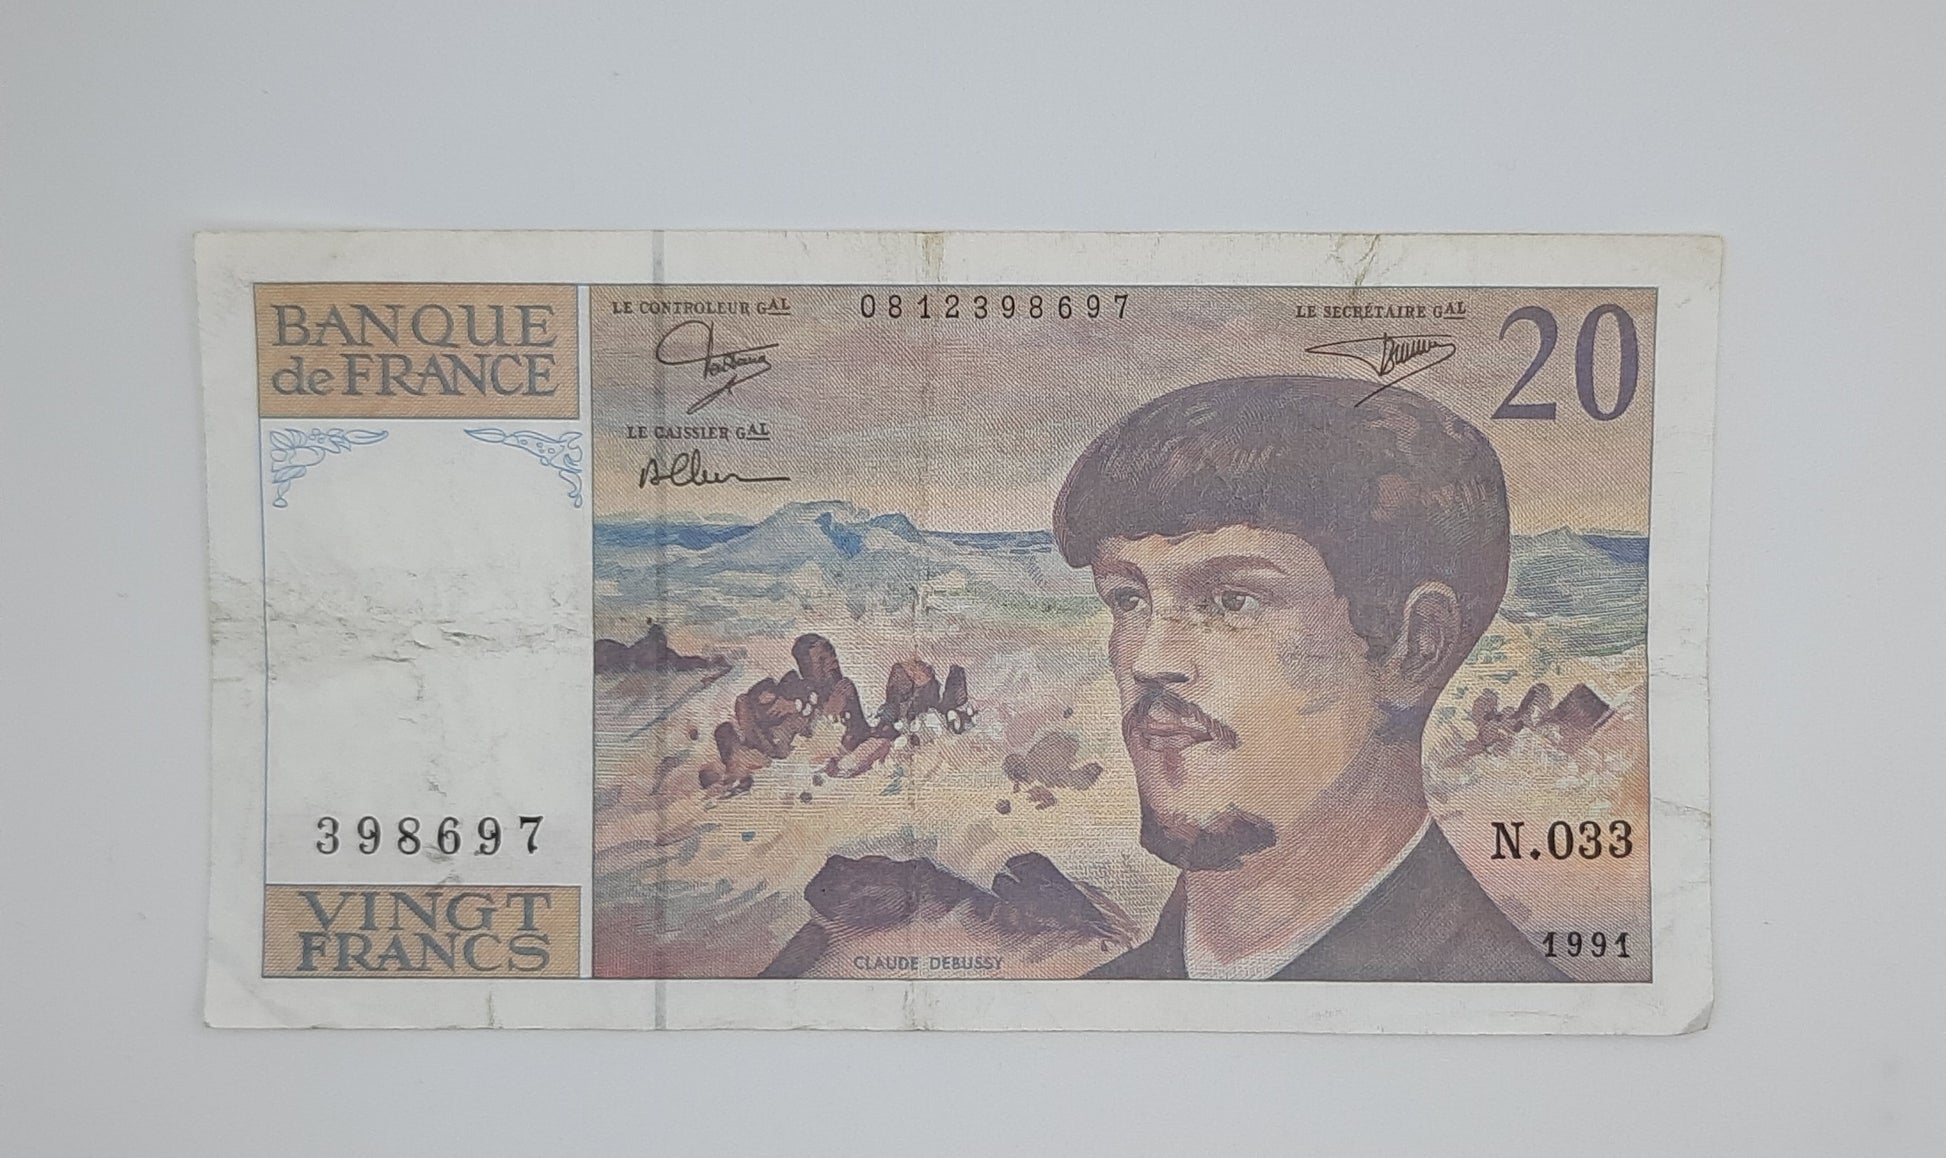 BANQUE
de FRANCE
LE CONTROLEUR GAL
0812398697
LE SECRÉTAIRE GAL
20
LE CAISSIER GAL
398697
N.033
VINGT
FRANCS
1991
CLAUDE DEBUSSY